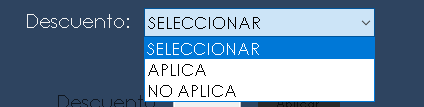 Descuento: SELECCIONAR
SELECCIONAR
APLICA
NO APLICA
Descuento
Aplicar